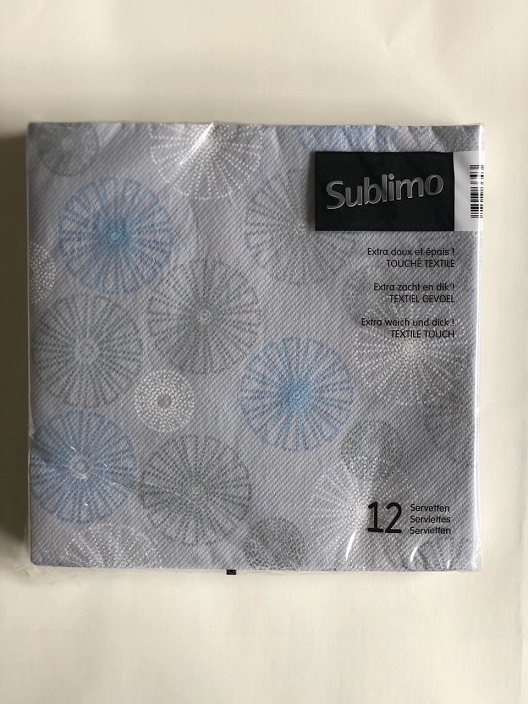 Sublimo
Extra doux et épais !
TOUCHÉ TEXTILE
Extra zacht en dik !
TEXTIEL GEVOEL
Extra weich und dick !
TEXTILE TOUCH
12
Servetten
Serviettes
Servietten